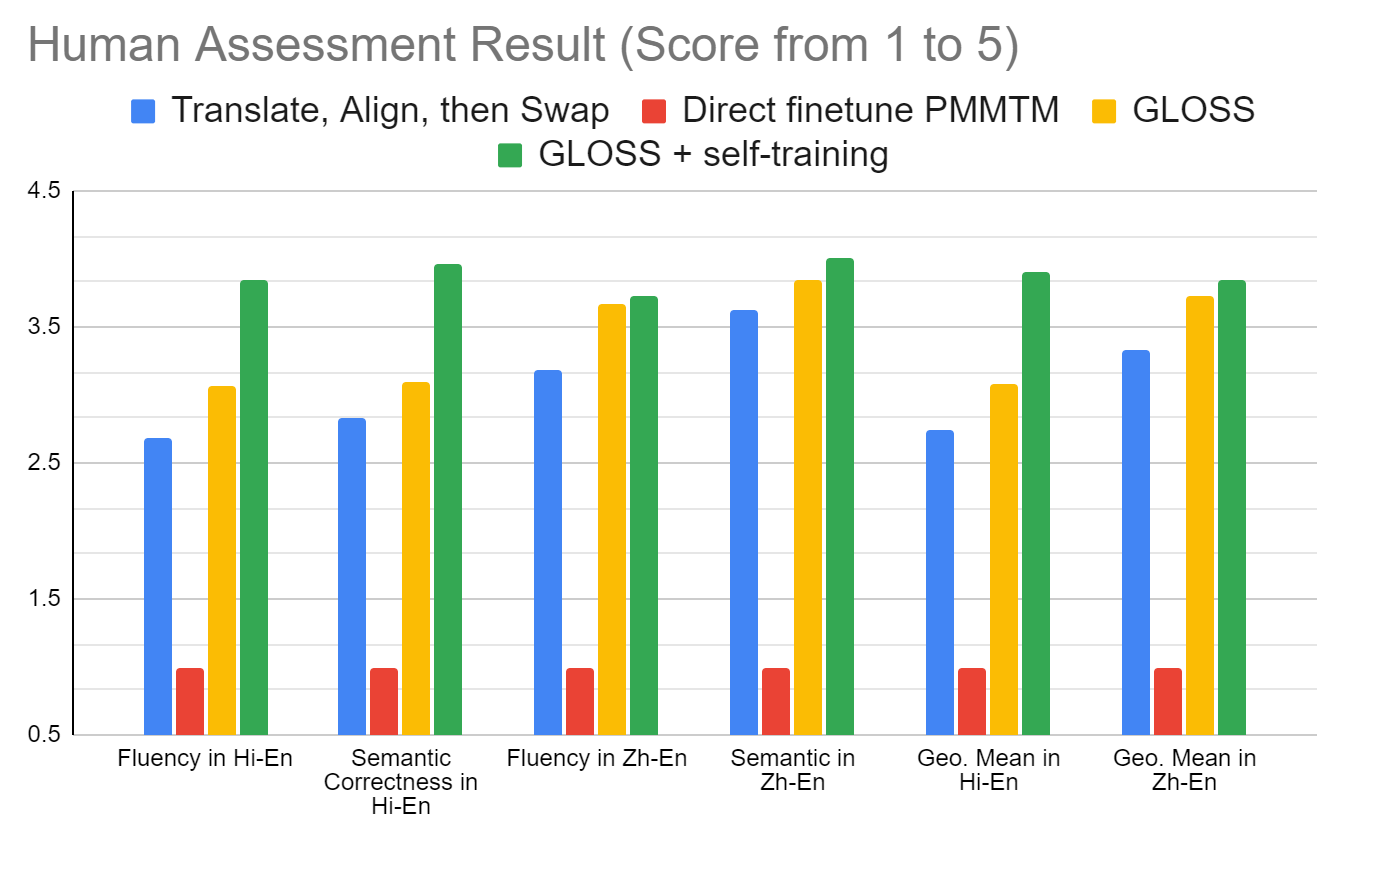 Human Assessment Result (Score from 1 to 5)
Translate, Align, then Swap Direct finetune PMMTM GLOSS
GLOSS + self-training
4.5
3.5
2.5
1.5
0.5
Fluency in Hi-En
Semantic
Correctness in
Hi-En
Fluency in Zh-En
Semantic in
Zh-En
Geo. Mean in
Hi-En
Geo. Mean in
Zh-En